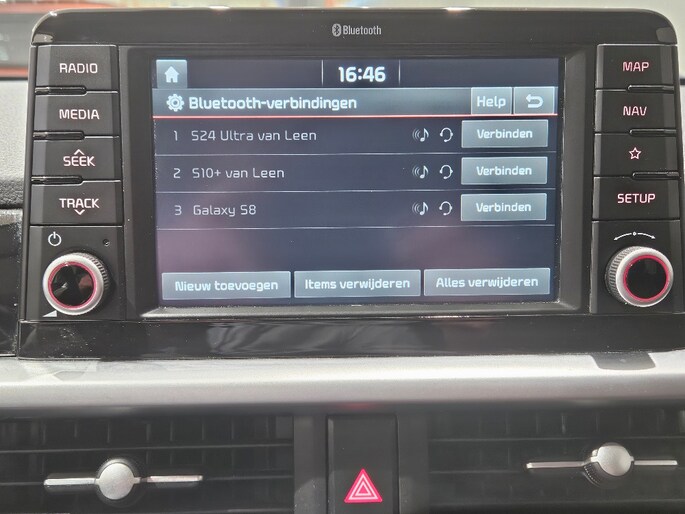 Bluetooth
RADIO
MEDIA
SEEK
TRACK
16:46
Bluetooth-verbindingen Help
1 S24 Ultra van Leen Verbinden
2 S10+ van Leen Verbinden
3 Galaxy S8 Verbinden
Nieuw toevoegen Items verwijderen Alles verwijderen
MAP
NAV
SETUP